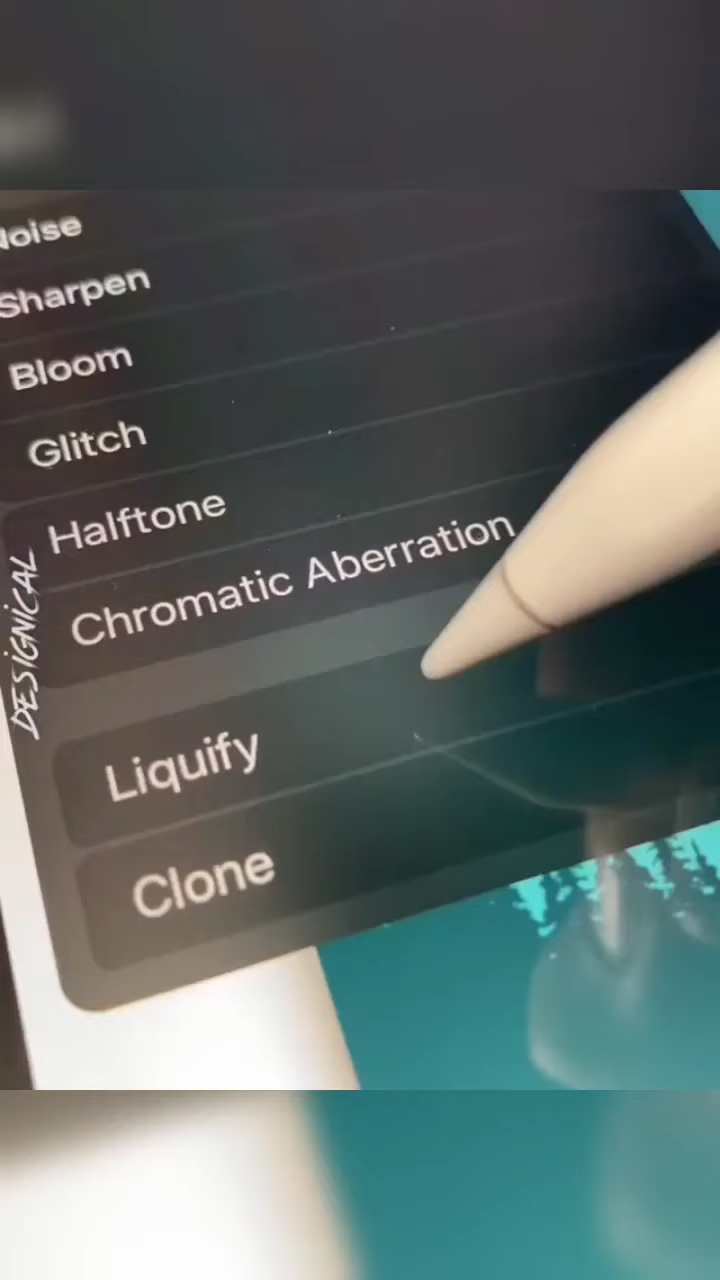 Noise
Sharpen
Bloom
Glitch
Halftone
Chromatic Aberration
Liquify
Clone
DESIGNICAL